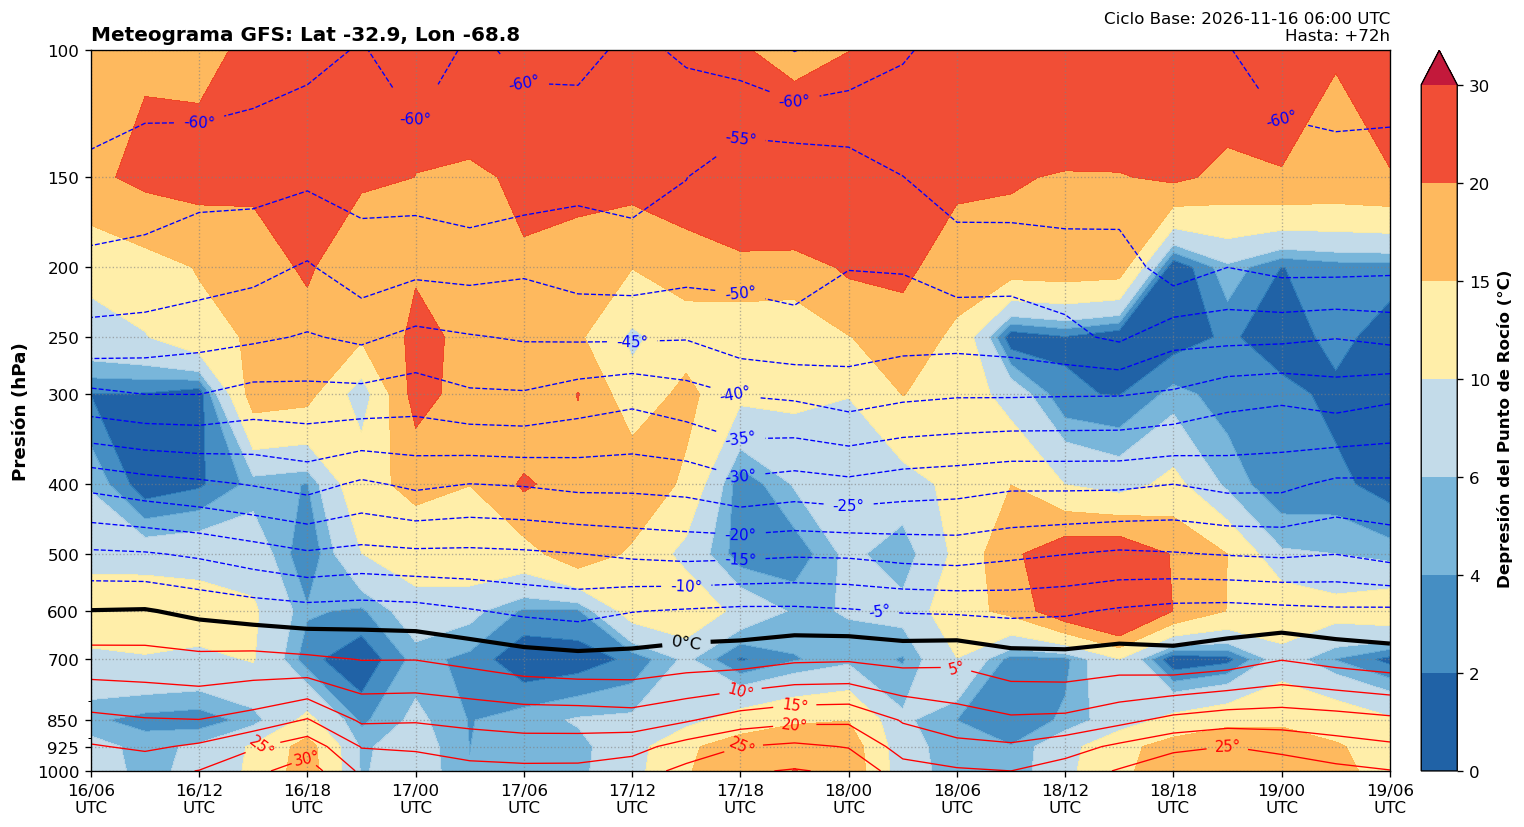 Ciclo Base: 2026-11-16 06:00 UTC
Meteograma GFS: Lat -32.9, Lon -68.8
Hasta: +72h
Presión (hPa)
100
150
200
250
300
400
500
600
700
850
925
1000
-60°
-60°
-60°
-60°
-60°
-55°
-50°
-45°
-40°
-35°
-30°
-25°
-20°
-15°
-10°
-5°
0°C
5°
10°
15°
20°
25°
25°
25°
30°
16/06 UTC
16/12 UTC
16/18 UTC
17/00 UTC
17/06 UTC
17/12 UTC
17/18 UTC
18/00 UTC
18/06 UTC
18/12 UTC
18/18 UTC
19/00 UTC
19/06 UTC
30
20
15
10
6
4
2
0
Depresión del Punto de Rocío (°C)